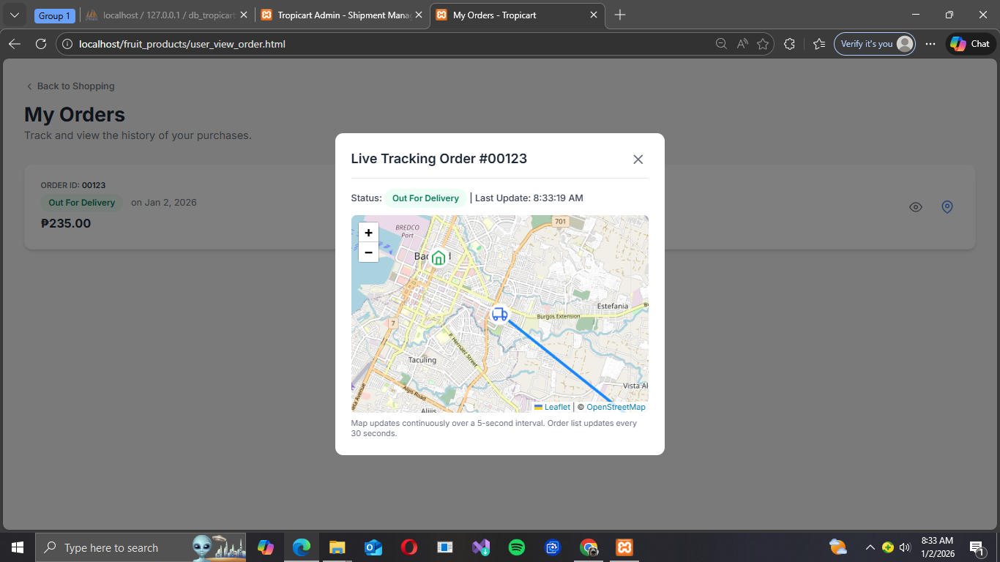 Group 1
localhost / 127.0.0.1 / db_tropicart
Tropicart Admin - Shipment Mana
My Orders - Tropicart
localhost/fruit_products/user_view_order.html
Verify it's you
Chat
Back to Shopping
My Orders
Track and view the history of your purchases.
ORDER ID: 00123
Out For Delivery on Jan 2, 2026
₱235.00
Live Tracking Order #00123
Status: Out For Delivery | Last Update: 8:33:19 AM
+
−
BREDCO
Port
701
Bac d
Estefania
Burgos Extension
7
P. Hernaez Street
Taculing
Vista Al
Alijis Road
eta Avenue
Alijis
Leaflet | © OpenStreetMap
Map updates continuously over a 5-second interval. Order list updates every
30 seconds.
Type here to search
8:33 AM
1/2/2026
1